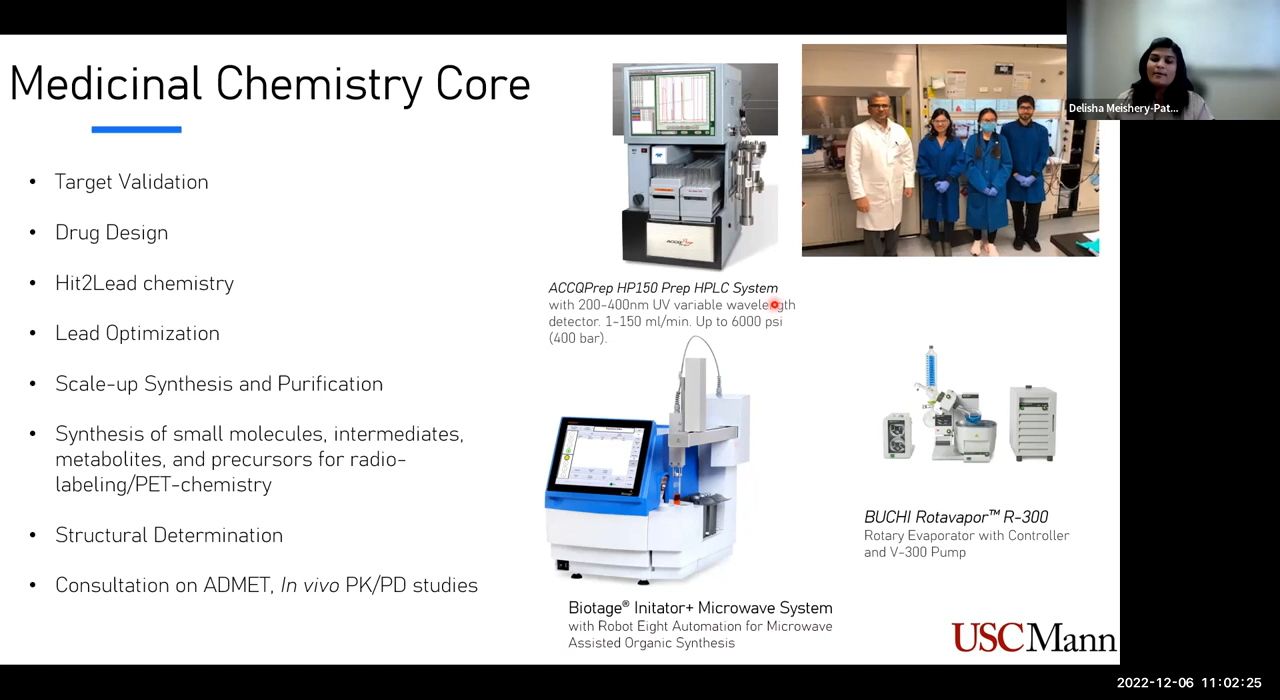 Medicinal Chemistry Core
• Target Validation
• Drug Design
• Hit2Lead chemistry
• Lead Optimization
• Scale-up Synthesis and Purification
• Synthesis of small molecules, intermediates,
metabolites, and precursors for radio-
labeling/PET-chemistry
• Structural Determination
• Consultation on ADMET, In vivo PK/PD studies
ACCQPrep HP150 Prep HPLC System
with 200-400nm UV variable wavelength
detector. 1-150 ml/min. Up to 6000 psi
(400 bar).
Biotage® Initator+ Microwave System
with Robot Eight Automation for Microwave
Assisted Organic Synthesis
BUCHI Rotavapor™ R-300
Rotary Evaporator with Controller
and V-300 Pump
USC Mann
Delisha Meishery-Pat...
2022-12-06 11:02:25